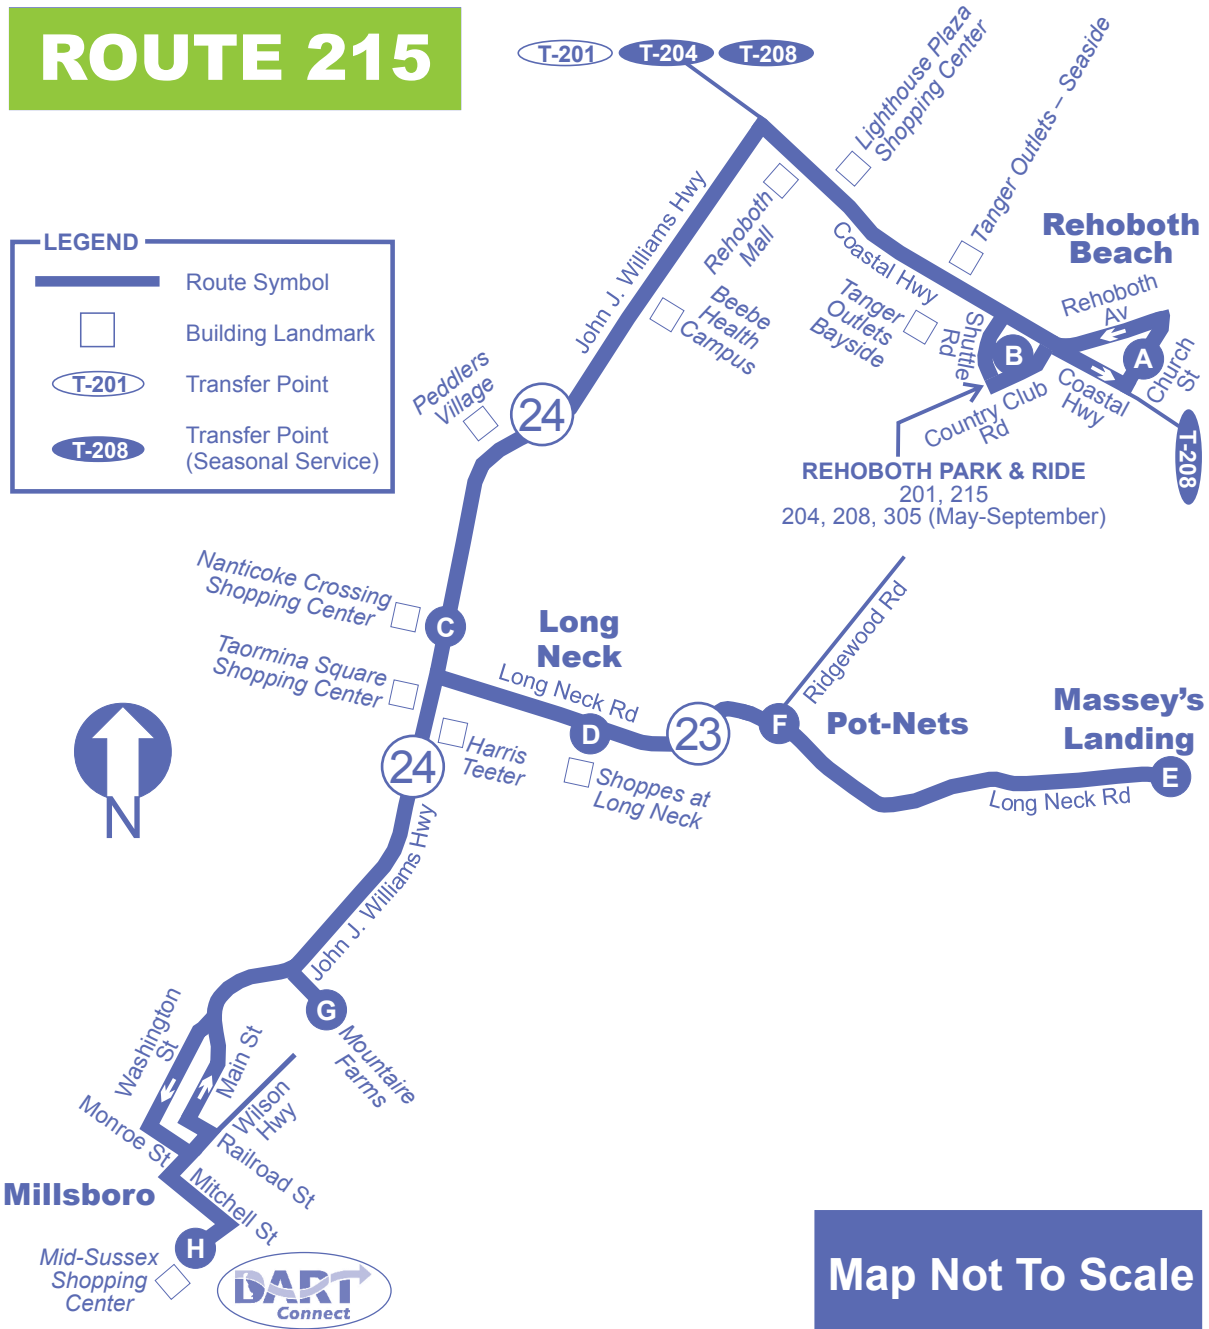 ROUTE 215
T-201
T-204
T-208
Lighthouse Plaza
Shopping Center
Tanger Outlets – Seaside
LEGEND
Route Symbol
Building Landmark
T-201
Transfer Point
T-208
Transfer Point
(Seasonal Service)
John J. Williams Hwy
Rehoboth
Mall
Beebe
Health
Campus
Coastal Hwy
Tanger
Outlets
Bayside
Rehoboth
Beach
Rehoboth
Av
Shuttle
Rd
B
A
Church
St
Country Club
Rd
Coastal
Hwy
T-208
REHOBOTH PARK & RIDE
201, 215
204, 208, 305 (May-September)
Peddlers
Village
24
Nanticoke Crossing
Shopping Center
C
Taormina Square
Shopping Center
Long
Neck
Long Neck Rd
Ridgewood Rd
Harris
Teeter
D
Shoppes at
Long Neck
23
F
Pot-Nets
Massey's
Landing
E
Long Neck Rd
24
N
John J. Williams Hwy
G
Mountaire
Farms
Washington
St
Main St
Wilson
Hwy
Monroe St
Railroad St
Mitchell St
Millsboro
H
Mid-Sussex
Shopping
Center
DART
Connect
Map Not To Scale